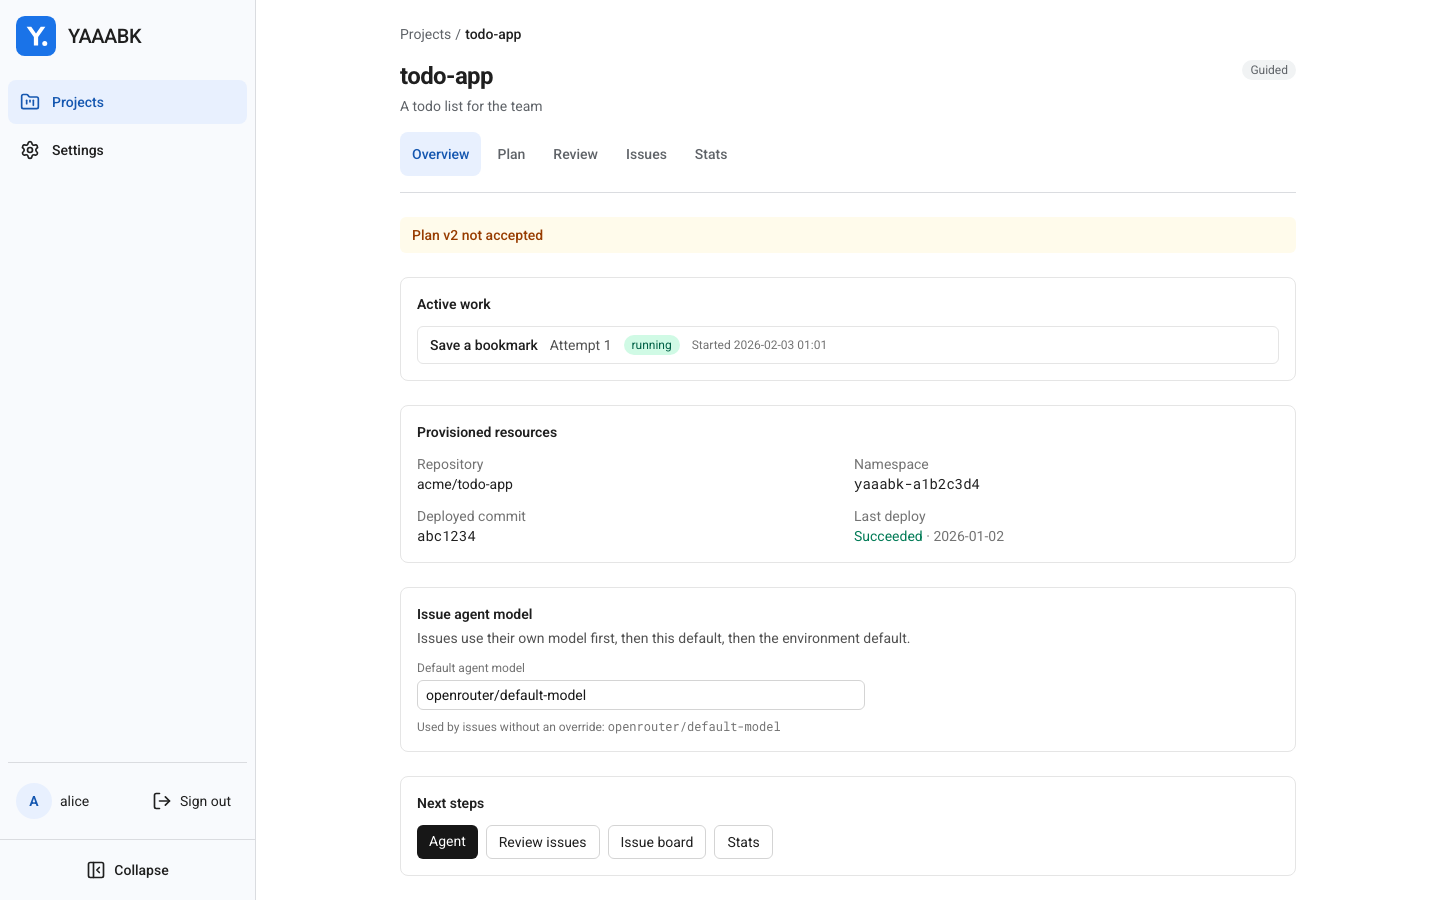 Y. YAAABK
Projects
Settings
A alice Sign out
Collapse
Projects / todo-app
todo-app
Guided
A todo list for the team
Overview Plan Review Issues Stats
Plan v2 not accepted
Active work
Save a bookmark Attempt 1 running Started 2026-02-03 01:01
Provisioned resources
Repository Namespace
acme/todo-app yaaabk-a1b2c3d4
Deployed commit Last deploy
abc1234 Succeeded · 2026-01-02
Issue agent model
Issues use their own model first, then this default, then the environment default.
Default agent model
openrouter/default-model
Used by issues without an override: openrouter/default-model
Next steps
Agent Review issues Issue board Stats